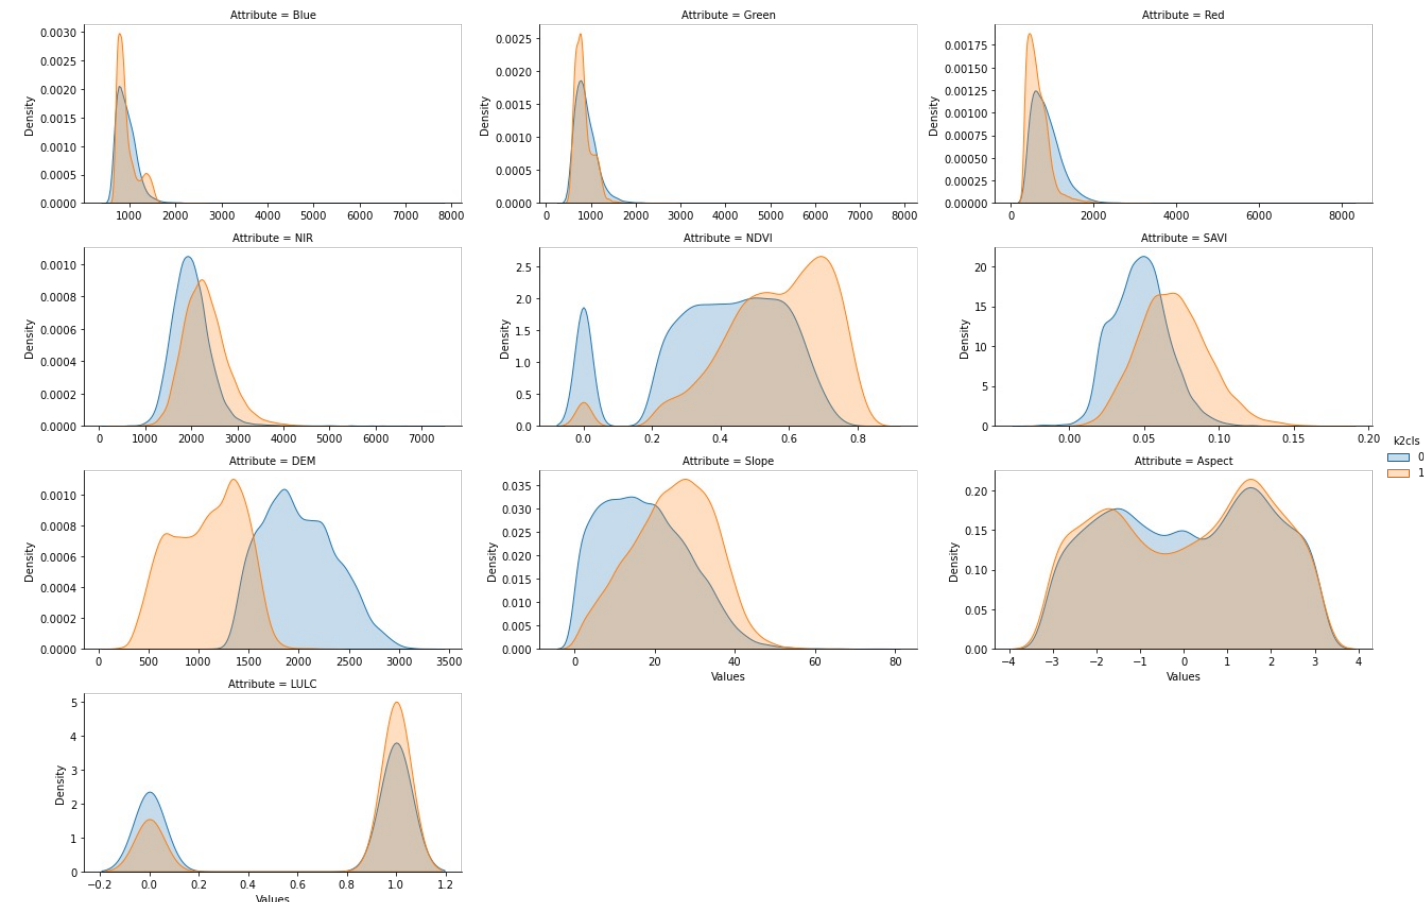 Attribute = Blue
Density
0.0030
0.0025
0.0020
0.0015
0.0010
0.0005
0.0000
1000 2000 3000 4000 5000 6000 7000 8000
Attribute = Green
Density
0.0025
0.0020
0.0015
0.0010
0.0005
0.000
0 1000 2000 3000 4000 5000 6000 7000 8000
Attribute = Red
Density
0.00175
0.00150
0.00125
0.00100
0.00075
0.00050
0.00025
0.00000
0 2000 4000 6000 8000
Attribute = NIR
Density
0.0010
0.0008
0.0006
0.0004
0.0002
0.0000
0 1000 2000 3000 4000 5000 6000 7000
Attribute = NDVI
Density
2.5
2.0
1.5
1.0
0.5
0.0
0.0 0.2 0.4 0.6 0.8
Attribute = SAVI
Density
20
15
10
5
0
0.00 0.05 0.10 0.15 0.20
k2cls
0
1
Attribute = DEM
Density
0.0010
0.0008
0.0006
0.0004
0.0002
0.0000
0 500 1000 1500 2000 2500 3000 3500
Attribute = Slope
Density
0.035
0.030
0.025
0.020
0.015
0.010
0.005
0.000
0 20 40 60 80
Values
Attribute = Aspect
Density
0.20
0.15
0.10
0.05
0.00
−4 −3 −2 −1 0 1 2 3 4
Values
Attribute = LULC
Density
5
4
3
2
1
0
−0.2 0.0 0.2 0.4 0.6 0.8 1.0 1.2
Values